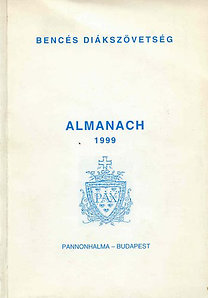 BENCÉS DIÁKSZÖVETSÉG
ALMANACH
1999
PAX
PANNONHALMA – BUDAPEST